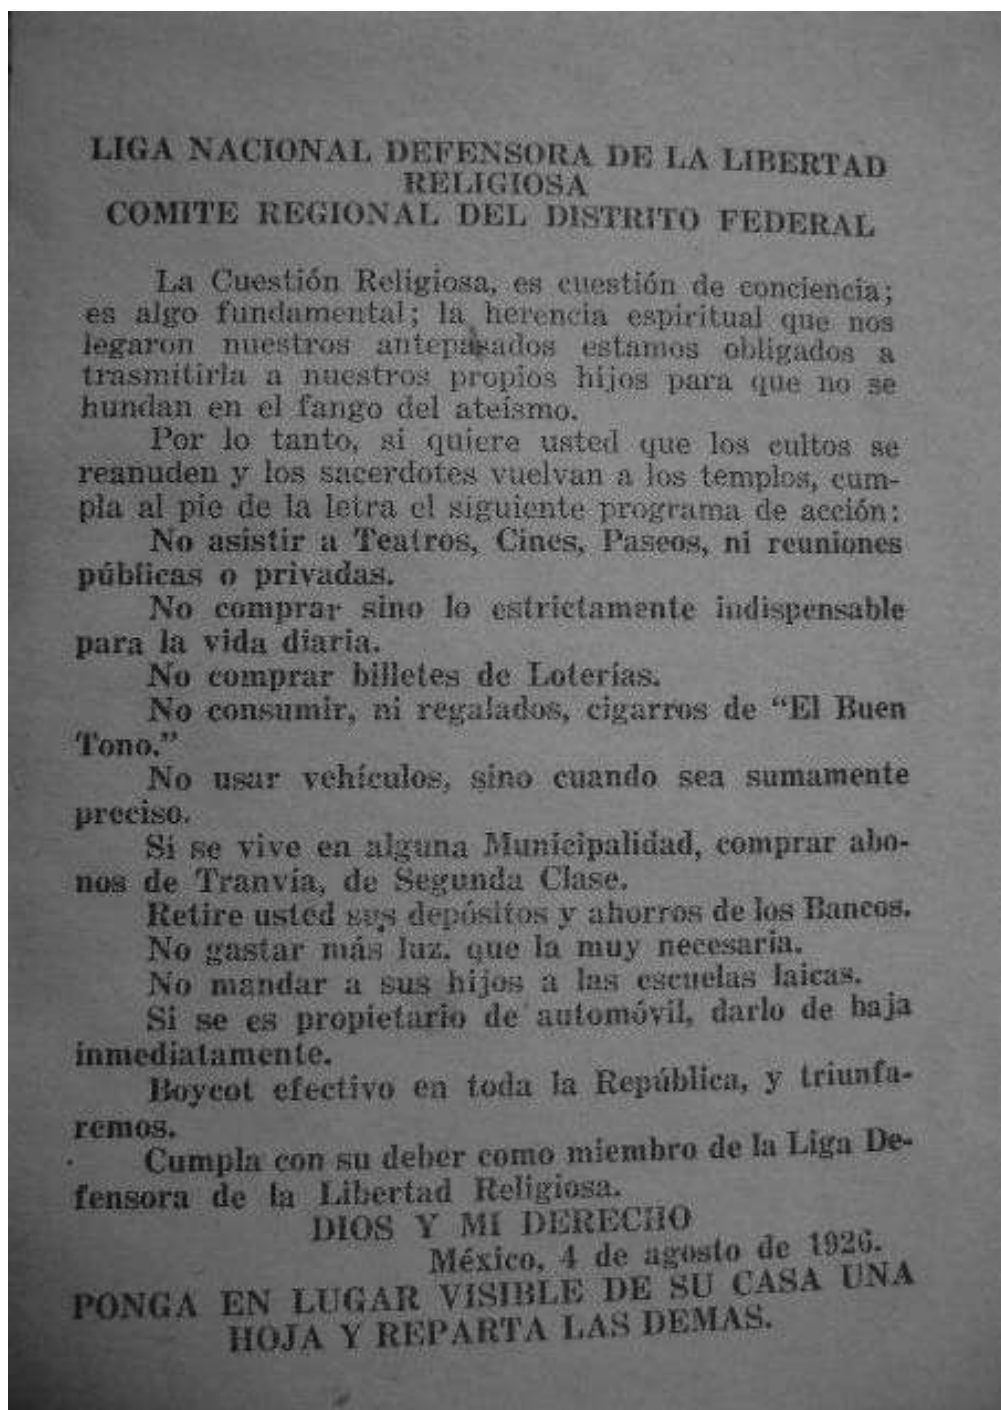 LIGA NACIONAL DEFENSORA DE LA LIBERTAD
RELIGIOSA
COMITE REGIONAL DEL DISTRITO FEDERAL
La Cuestión Religiosa, es cuestión de conciencia;
es algo fundamental; la herencia espiritual que nos
legaron nuestros antepasados estamos obligados a
trasmitirla a nuestros propios hijos para que no se
hundan en el fango del ateísmo.
Por lo tanto, si quiere usted que los cultos se
reanuden y los sacerdotes vuelvan a los templos, cum-
pla al pie de la letra el siguiente programa de acción:
No asistir a Teatros, Cines, Paseos, ni reuniones
públicas o privadas.
No comprar sino lo estrictamente indispensable
para la vida diaria.
No comprar billetes de Loterías.
No consumir, ni regalados, cigarros de "El Buen
Tono."
No usar vehículos, sino cuando sea sumamente
preciso.
Si se vive en alguna Municipalidad, comprar abo-
nos de Tranvía, de Segunda Clase.
Retire usted sus depósitos y ahorros de los Bancos.
No gastar más luz. que la muy necesaria.
No mandar a sus hijos a las escuelas laicas.
Si se es propietario de automóvil, darlo de baja
inmediatamente.
Boycot efectivo en toda la República, y triunfa-
remos.
Cumpla con su deber como miembro de la Liga De-
fensora de la Libertad Religiosa.
DIOS Y MI DERECHO
México, 4 de agosto de 1926.
PONGA EN LUGAR VISIBLE DE SU CASA UNA
HOJA Y REPARTA LAS DEMAS.